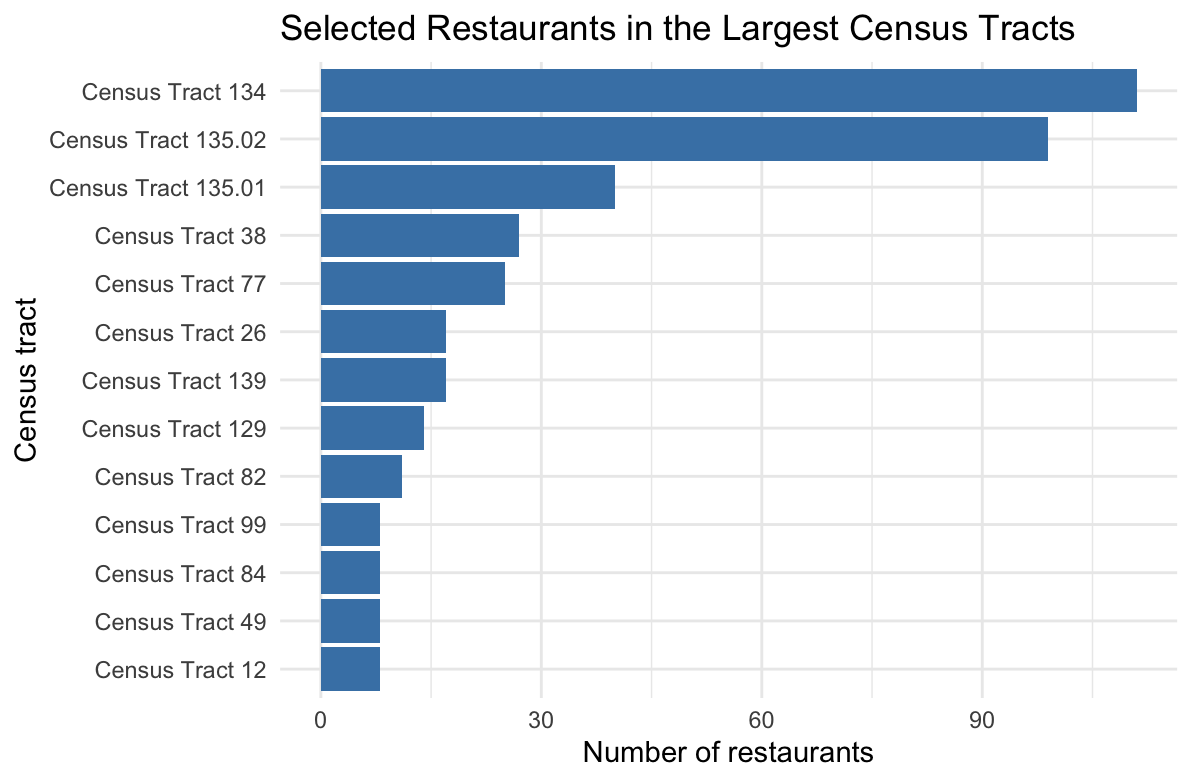 Selected Restaurants in the Largest Census Tracts
Census tract
Census Tract 134
Census Tract 135.02
Census Tract 135.01
Census Tract 38
Census Tract 77
Census Tract 26
Census Tract 139
Census Tract 129
Census Tract 82
Census Tract 99
Census Tract 84
Census Tract 49
Census Tract 12
0 30 60 90
Number of restaurants